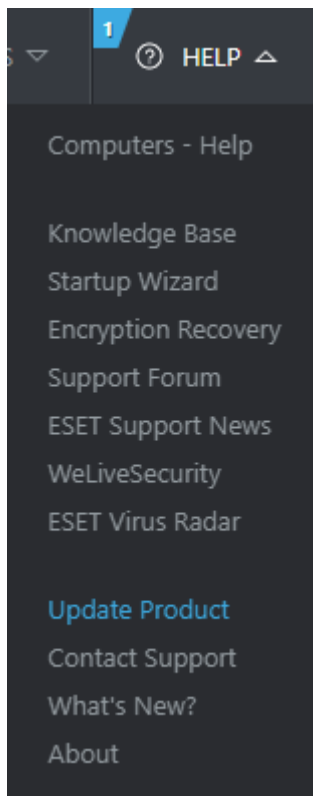 1
HELP
Computers - Help
Knowledge Base
Startup Wizard
Encryption Recovery
Support Forum
ESET Support News
WeLiveSecurity
ESET Virus Radar
Update Product
Contact Support
What's New?
About